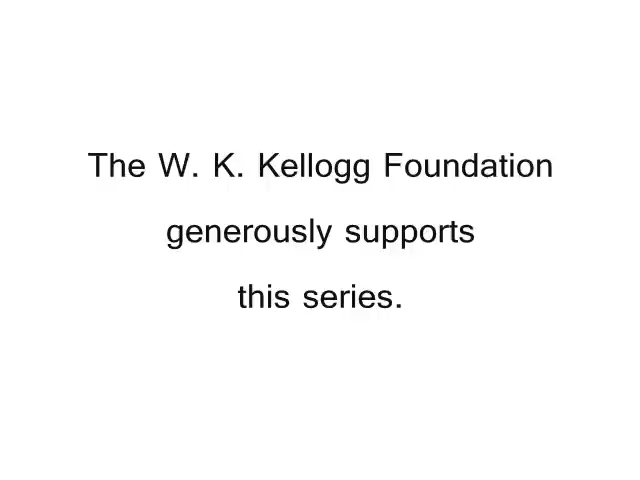 The W. K. Kellogg Foundation
generously supports
this series.